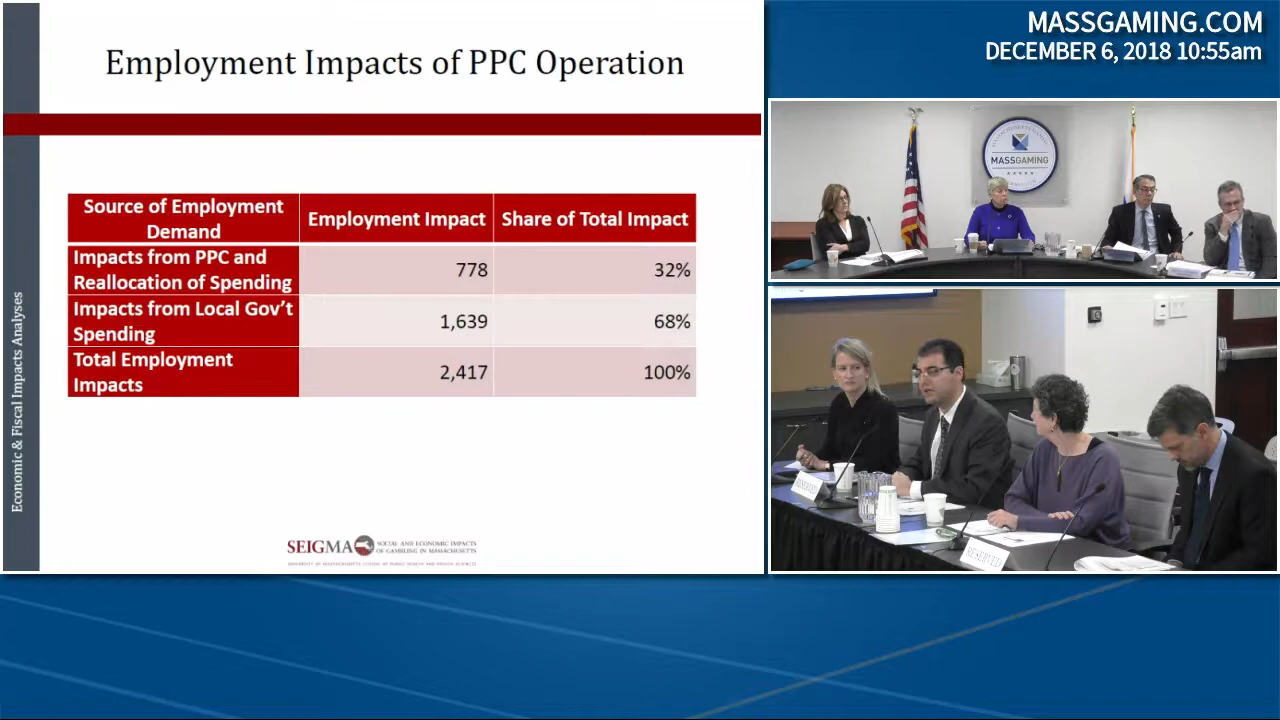 Employment Impacts of PPC Operation
Source of Employment
Demand
Employment Impact
Share of Total Impact
Impacts from PPC and
Reallocation of Spending
778
32%
Impacts from Local Gov't
Spending
1,639
68%
Total Employment
Impacts
2,417
100%
Economic & Fiscal Impacts Analyses
SEIGMA
SOCIAL AND ECONOMIC IMPACTS
OF GAMBLING IN MASSACHUSETTS
MASSGAMING.COM
DECEMBER 6, 2018 10:55am
MASSGAMING
RESERVED
RESERVED